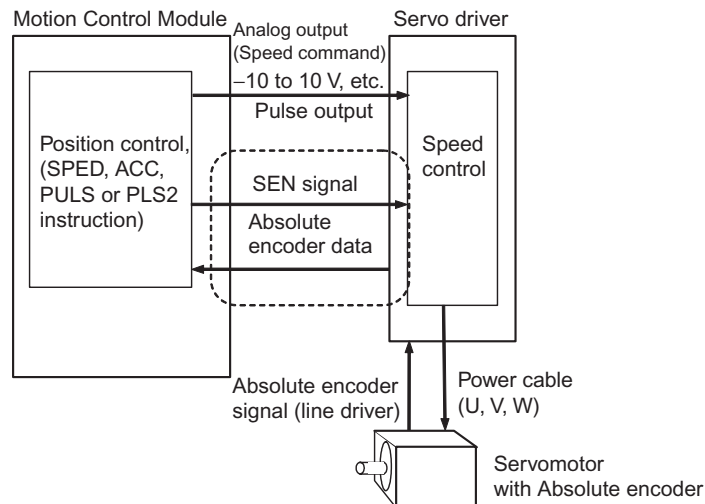 Motion Control Module
Analog output
(Speed command)
−10 to 10 V, etc.
Pulse output
Servo driver
Position control,
(SPED, ACC,
PULS or PLS2
instruction)
SEN signal
Absolute
encoder data
Speed
control
Absolute encoder
signal (line driver)
Power cable
(U, V, W)
Servomotor
with Absolute encoder